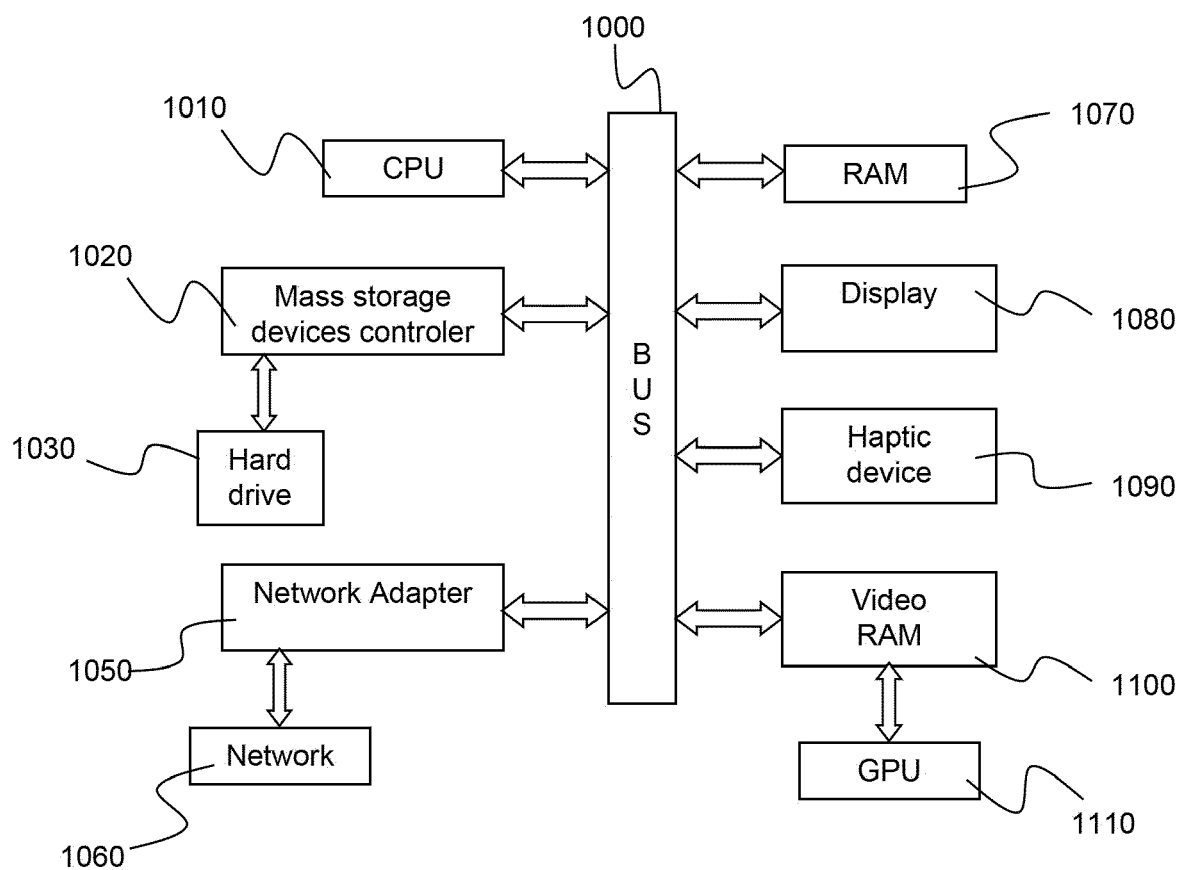 1000
1010
CPU
1070
RAM
1020
Mass storage
devices controler
Display
1080
B
U
S
1030
Hard
drive
Haptic
device
1090
Network Adapter
1050
Video
RAM
1100
Network
1060
GPU
1110